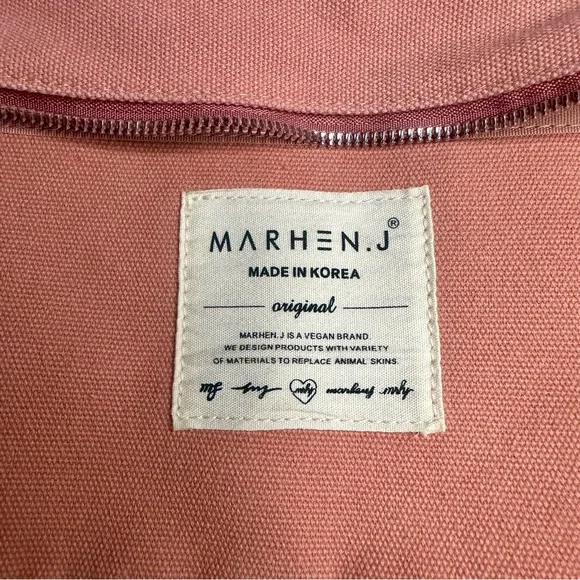 MARHEN.J®
MADE IN KOREA
original
MARHEN.J IS A VEGAN BRAND.
WE DESIGN PRODUCTS WITH VARIETY
OF MATERIALS TO REPLACE ANIMAL SKINS.
mhj